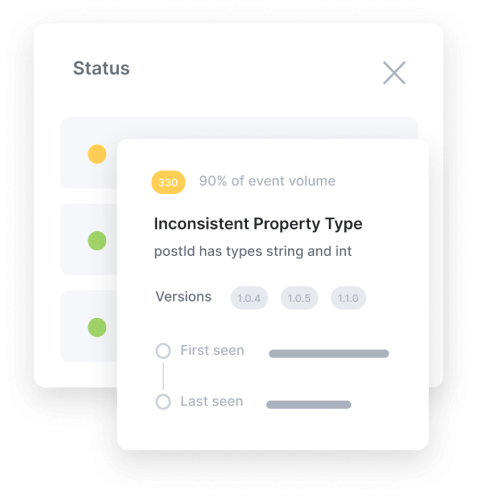 Status
330 90% of event volume
Inconsistent Property Type
postId has types string and int
Versions 1.0.4 1.0.5 1.1.0
First seen
Last seen